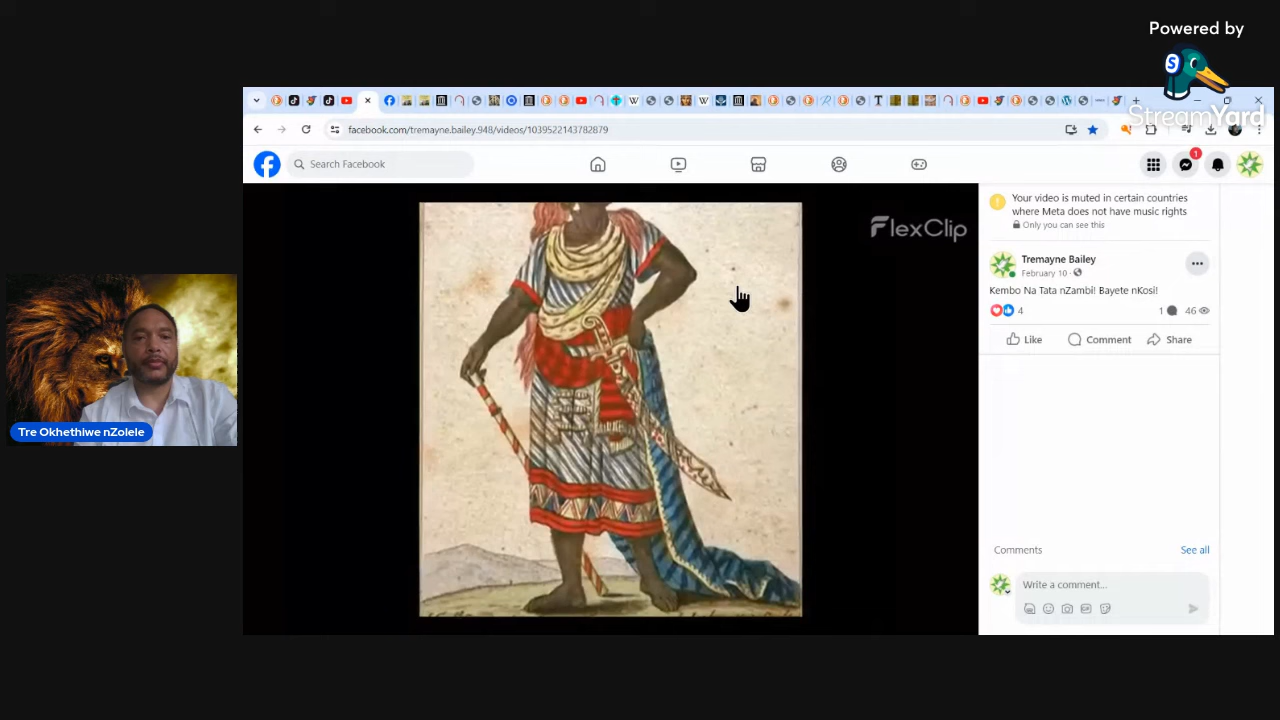 Powered by
StreamYard
facebook.com/tremayne.bailey.948/videos/1039522143782879
Search Facebook
1
FlexClip
Your video is muted in certain countries
where Meta does not have music rights
Only you can see this
Tremayne Bailey
February 10
Kembo Na Tata nZambi! Bayete nKosi!
4
1
46
Like
Comment
Share
Tre Okhethiwe nZolele
Comments
See all
Write a comment...